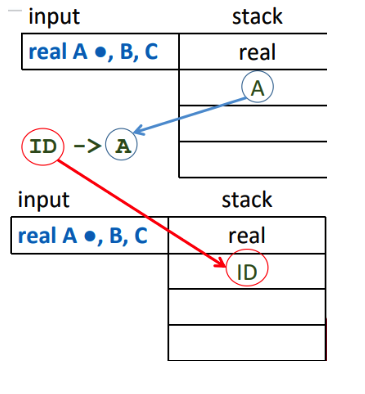 input stack
real A ●, B, C real
A
ID -> A
input stack
real A ●, B, C real
ID